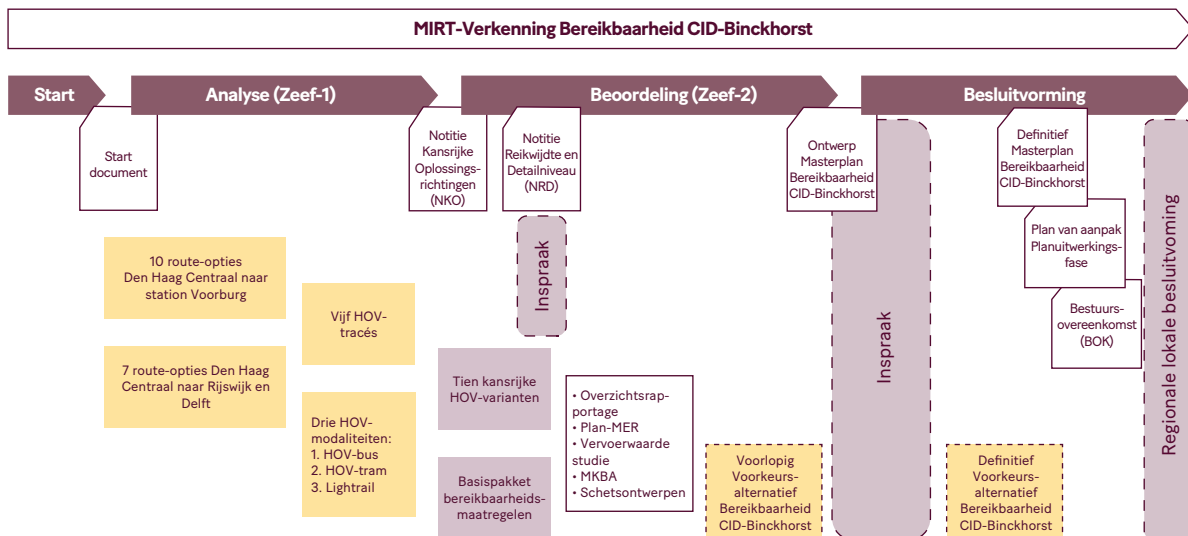 MIRT-Verkenning Bereikbaarheid CID-Binckhorst
Start
Analyse (Zeef-1)
Beoordeling (Zeef-2)
Besluitvorming
Start
document
Notitie
Kansrijke
Oplossings-
richtingen
(NKO)
Notitie
Reikwijdte en
Detailniveau
(NRD)
Ontwerp
Masterplan
Bereikbaarheid
CID-Binckhorst
Definitief
Masterplan
Bereikbaarheid
CID-Binckhorst
Plan van aanpak
Planuitwerkings-
fase
Bestuurs-
overeenkomst
(BOK)
Inspraak
Inspraak
Regionale lokale besluitvoming
10 route-opties
Den Haag Centraal naar
station Voorburg
7 route-opties Den Haag
Centraal naar Rijswijk en
Delft
Vijf HOV-
tracés
Drie HOV-
modaliteiten:
1. HOV-bus
2. HOV-tram
3. Lightrail
Tien kansrijke
HOV-varianten
Basispakket
bereikbaarheids-
maatregelen
• Overzichtsrap-
portage
• Plan-MER
• Vervoerwaarde
studie
• MKBA
• Schetsontwerpen
Voorlopig
Voorkeurs-
alternatief
Bereikbaarheid
CID-Binckhorst
Definitief
Voorkeurs-
alternatief
Bereikbaarheid
CID-Binckhorst